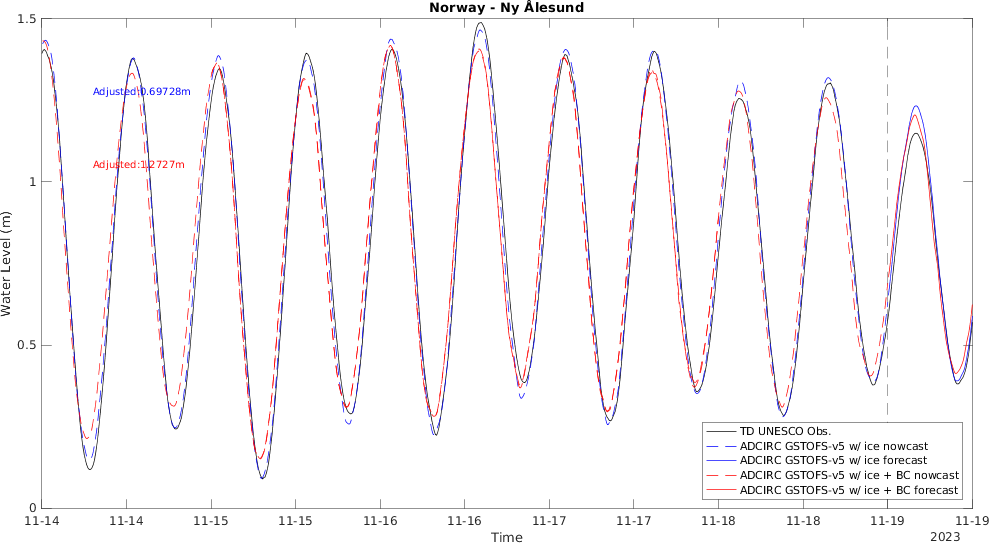 Norway - Ny Ålesund
1.5
1
0.5
0
Water Level (m)
Adjusted:0.69728m
Adjusted:1.2727m
TD UNESCO Obs.
ADCIRC GSTOFS-v5 w/ ice nowcast
ADCIRC GSTOFS-v5 w/ ice forecast
ADCIRC GSTOFS-v5 w/ ice + BC nowcast
ADCIRC GSTOFS-v5 w/ ice + BC forecast
11-14 11-14 11-15 11-15 11-16 11-16 11-17 11-17 11-18 11-18 11-19 11-19
Time
2023